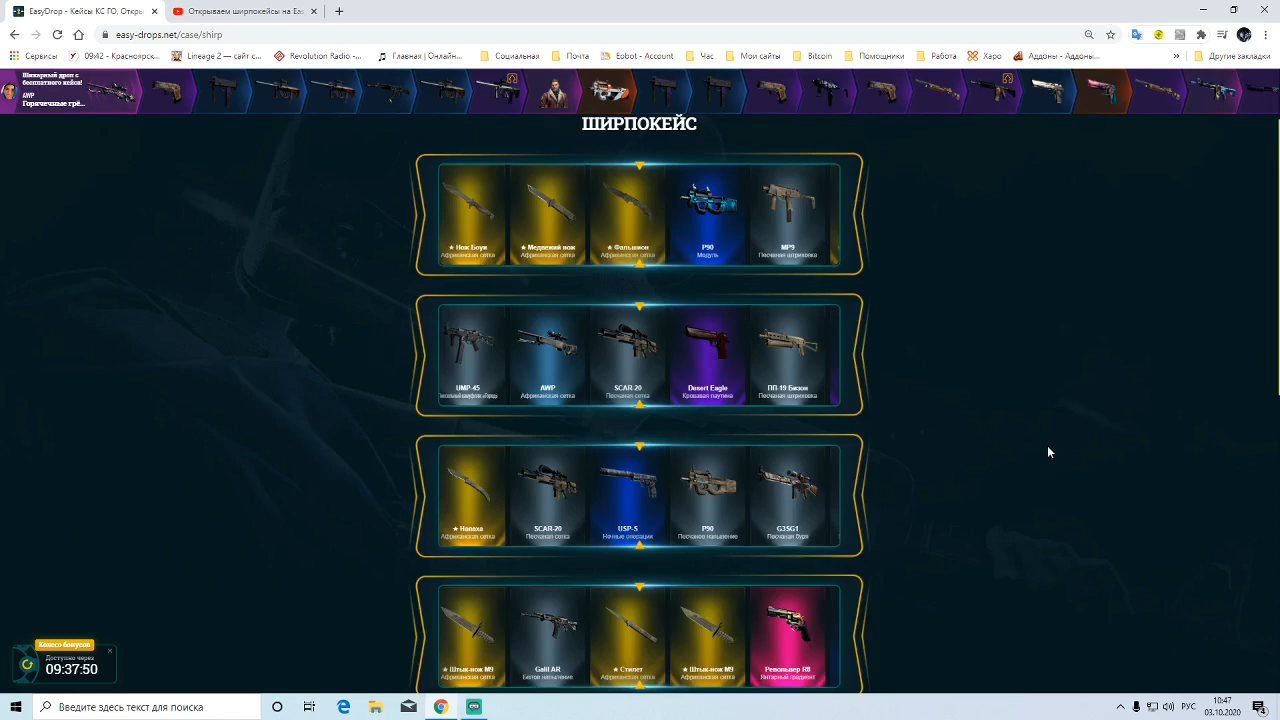 EasyDrop - Кейсы КС ГО, Откры
Открываем кейсы на Eas
easy-drops.net/case/shirp
Сервисы
09:42 - Красноярск...
Lineage 2 — сайт с...
Revolution Radio -...
Главная | Онлайн...
Социальная
Почта
Eobot - Account
Час
Мои сайты
Bitcoin
Помощники
Работа
Харо
Аддоны - Аддон...
»
Другие закладки
Шикарный дроп с
бесплатного кейса!
AWP
Горячечные грё...
ШИРПОКЕЙС
★ Нож Боуи
Африканская сетка
★ Медвежий нож
Африканская сетка
★ Фальшион
Африканская сетка
P90
Модуль
MP9
Песчаная штриховка
UMP-45
AWP
Африканская сетка
SCAR-20
Песчаная сетка
Desert Eagle
Кровавая паутина
ПП-19 Бизон
Песчаная штриховка
★ Наваха
Африканская сетка
SCAR-20
Песчаная сетка
USP-S
Ночные операции
P90
Песчаное напыление
G3SG1
Песчаная буря
★ Штык-нож M9
Африканская сетка
Galil AR
Белое напыление
★ Стилет
Африканская сетка
★ Штык-нож M9
Африканская сетка
Револьвер R8
Янтарный градиент
Колесо бонусов
Доступно через
09:37:50
Введите здесь текст для поиска
РУС
10:47
03.10.2020
4